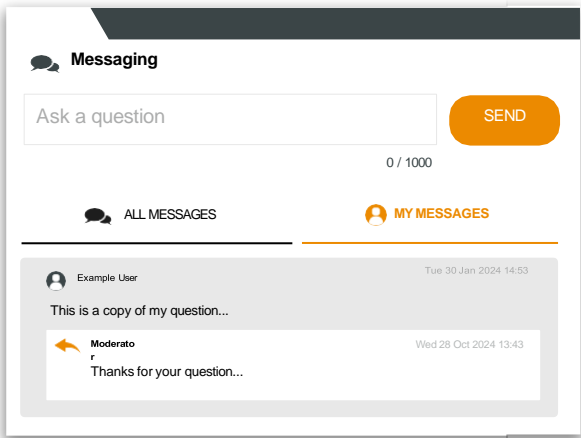 Messaging
Ask a question
SEND
0 / 1000
ALL MESSAGES
MY MESSAGES
Example User
Tue 30 Jan 2024 14:53
This is a copy of my question...
Moderato
r
Wed 28 Oct 2024 13:43
Thanks for your question...